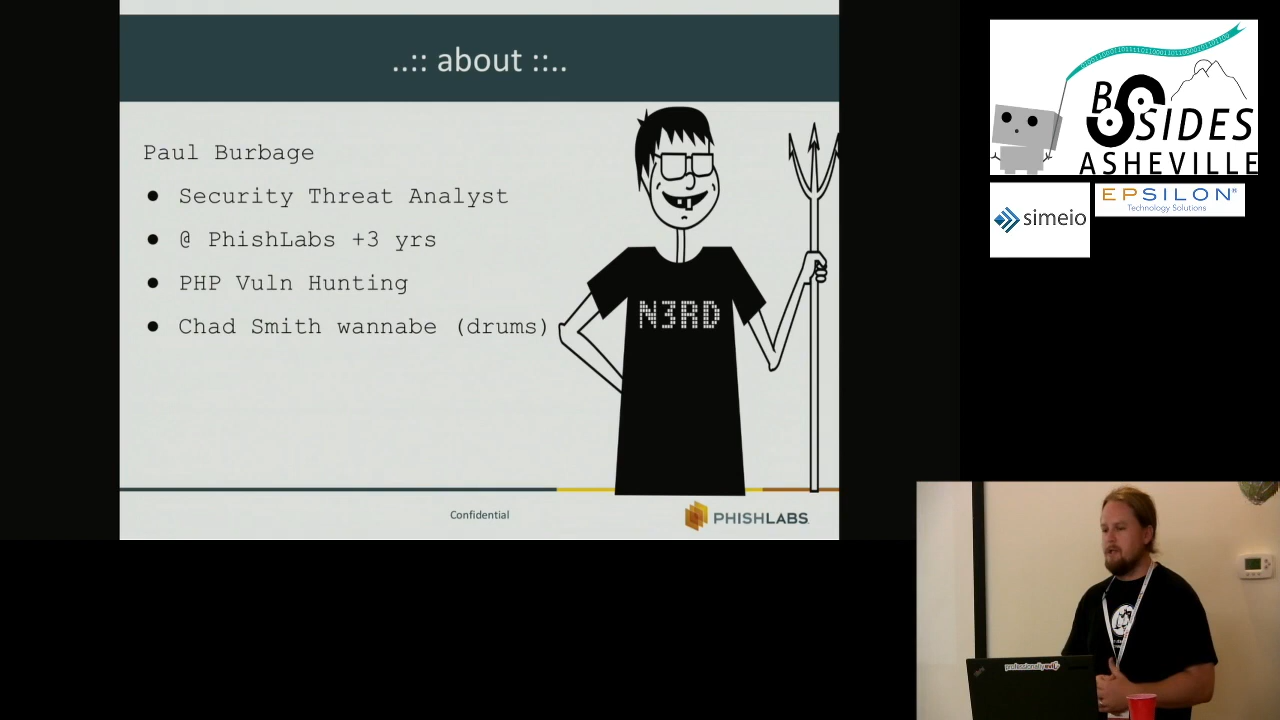 ..:: about ::..
Paul Burbage
● Security Threat Analyst
● @ PhishLabs +3 yrs
● PHP Vuln Hunting
● Chad Smith wannabe (drums)
N3RD
Confidential
PHISHLABS
BSIDES
ASHEVILLE
simeio
EPSILON®
Technology Solutions
professionallyevil